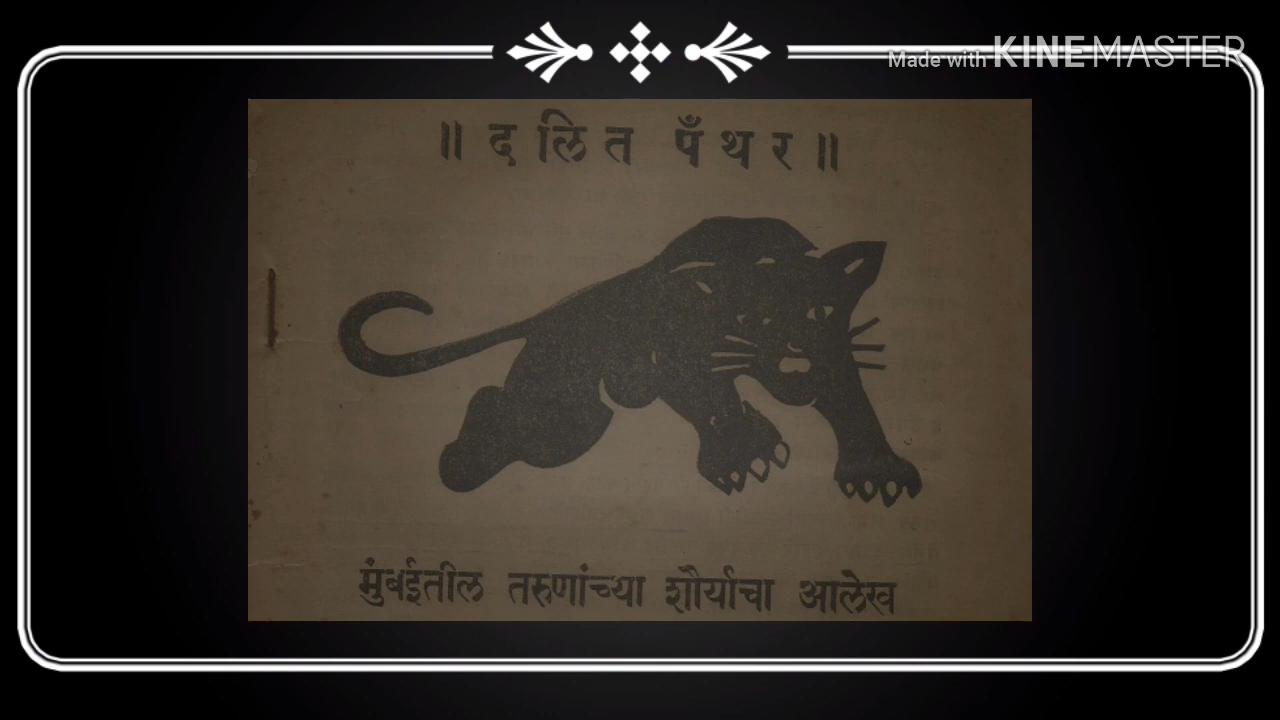 Made with KINEMASTER
॥ दलित पँथर ॥
मुंबईतील तरुणांच्या शौर्याचा आलेख